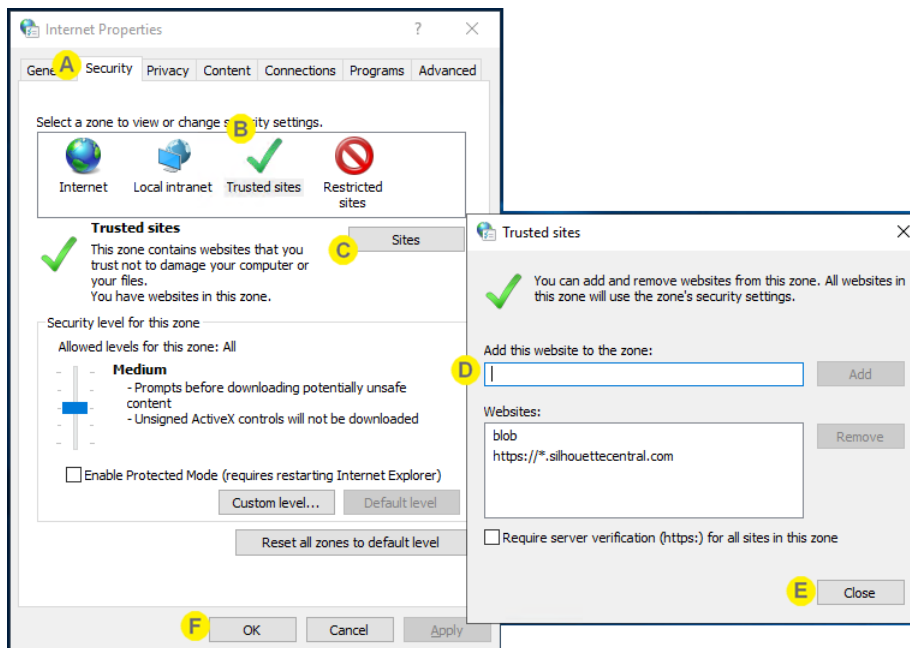 Internet Properties
?
Gene
A
Security
Privacy
Content
Connections
Programs
Advanced
Select a zone to view or change security settings.
B
Internet
Local intranet
Trusted sites
Restricted
sites
Trusted sites
This zone contains websites that you
trust not to damage your computer or
your files.
You have websites in this zone.
C
Sites
Security level for this zone
Allowed levels for this zone: All
Medium
- Prompts before downloading potentially unsafe
content
- Unsigned ActiveX controls will not be downloaded
Enable Protected Mode (requires restarting Internet Explorer)
Custom level...
Default level
Reset all zones to default level
F
OK
Cancel
Apply
Trusted sites
You can add and remove websites from this zone. All websites in
this zone will use the zone's security settings.
Add this website to the zone:
D
Add
Websites:
blob
https://*.silhouettecentral.com
Remove
Require server verification (https:) for all sites in this zone
E
Close